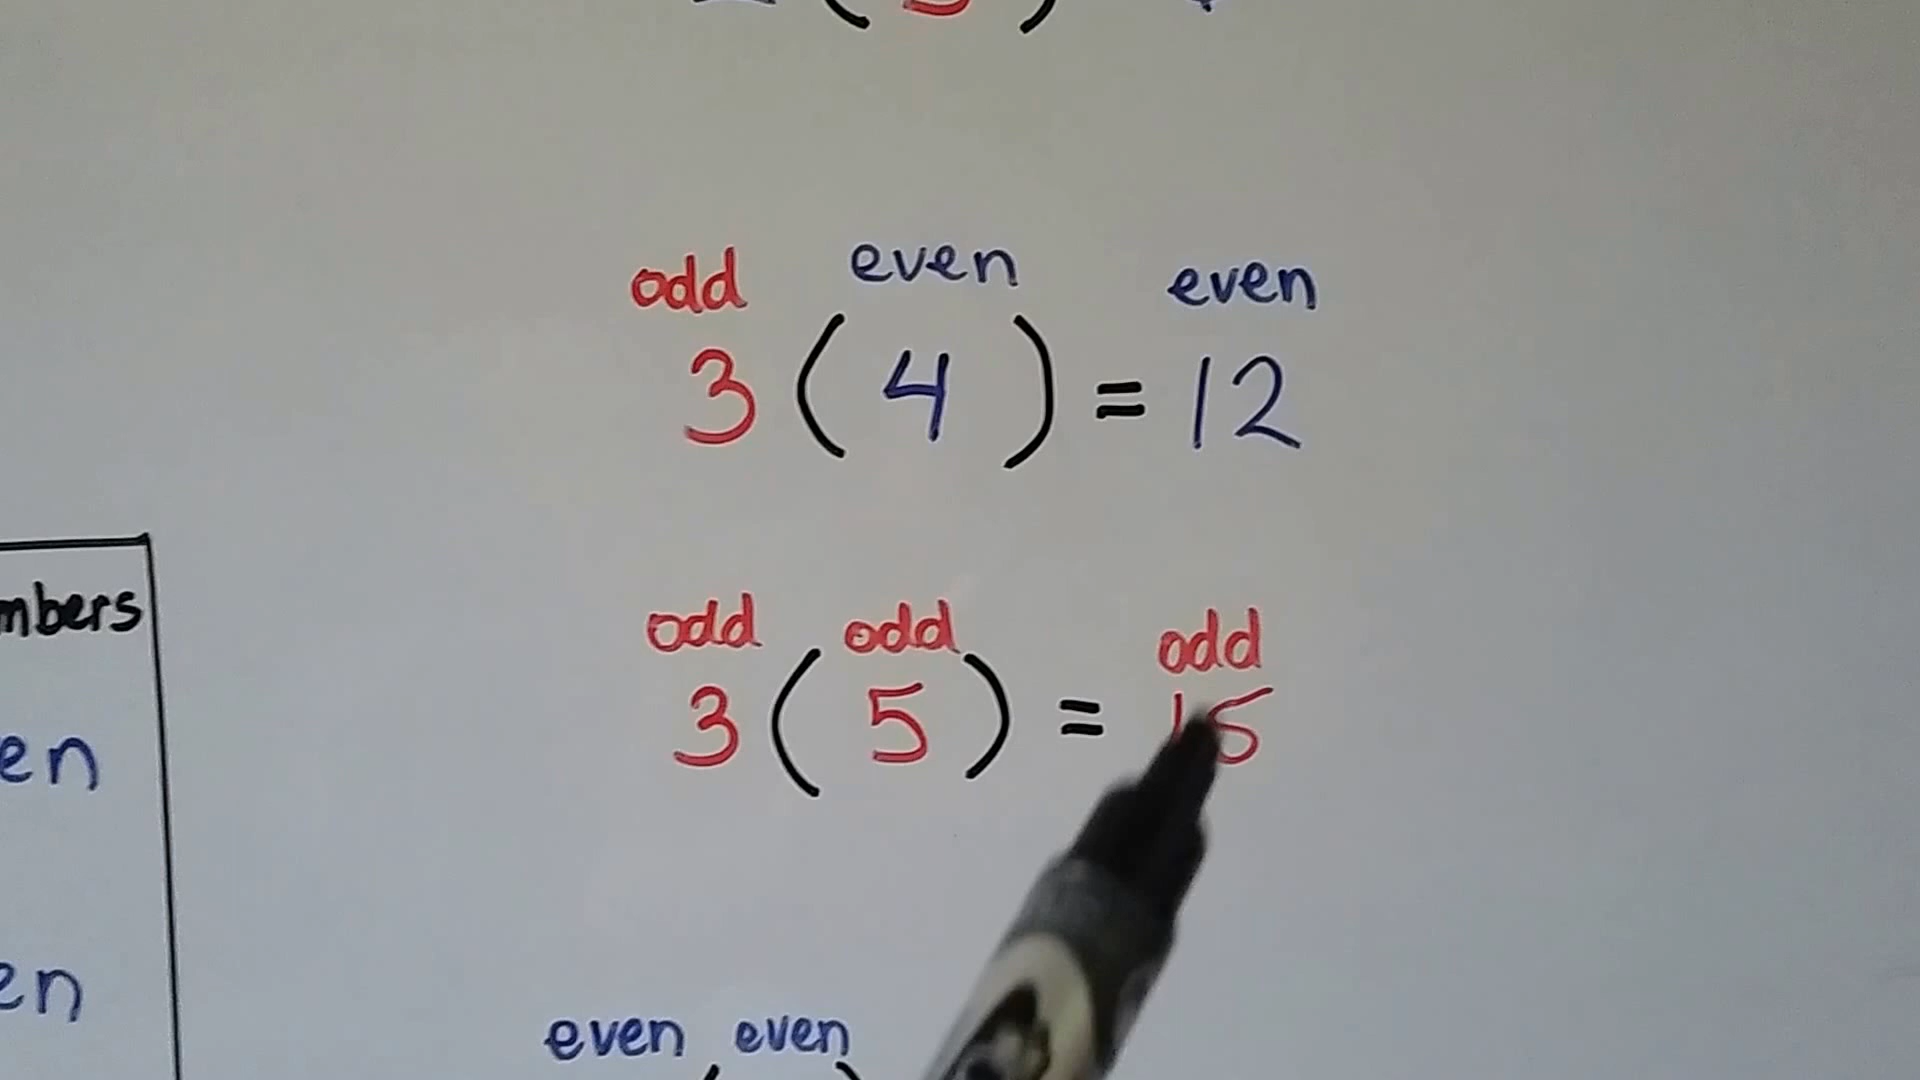 odd even even
3 ( 4 ) = 12
odd odd odd
3 ( 5 ) = 15
mbers
en
en
even even